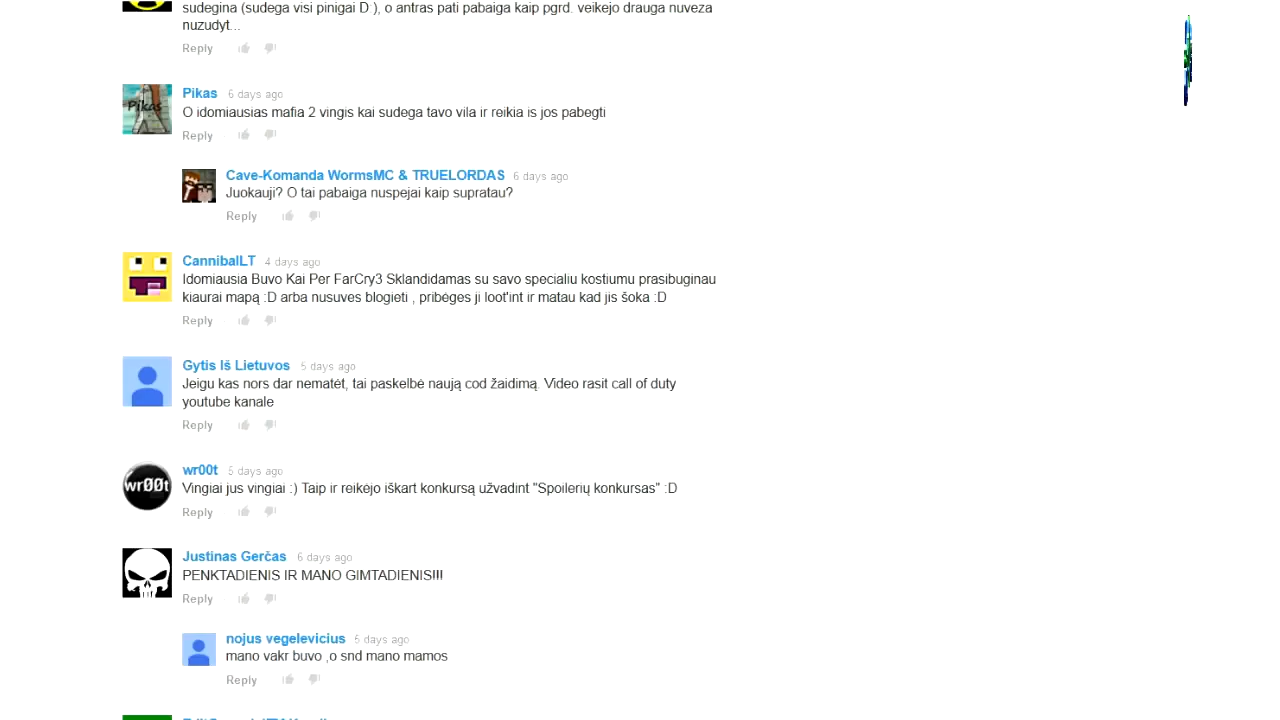 sudegina (sudega visi pinigai D ), o antras pati pabaiga kaip pgrd. veikejo drauga nuveza
nuzudyt...
Reply
Pikas 6 days ago
Pikas
O idomiausias mafia 2 vingis kai sudega tavo vila ir reikia is jos pabegti
Reply
Cave-Komanda WormsMC & TRUELORDAS 6 days ago
Juokauji? O tai pabaiga nuspejai kaip supratau?
Reply
CannibalLT 4 days ago
Idomiausia Buvo Kai Per FarCry3 Sklandidamas su savo specialiu kostiumu prasibuginau
kiaurai mapą :D arba nusuves blogieti , pribėges ji loot'int ir matau kad jis šoka :D
Reply
Gytis Iš Lietuvos 5 days ago
Jeigu kas nors dar nematėt, tai paskelbė naują cod žaidimą. Video rasit call of duty
youtube kanale
Reply
wr00t 5 days ago
wr00t
Vingiai jus vingiai :) Taip ir reikėjo iškart konkursą užvadint "Spoilerių konkursas" :D
Reply
Justinas Gerčas 6 days ago
PENKTADIENIS IR MANO GIMTADIENIS!!!
Reply
nojus vegelevicius 5 days ago
mano vakr buvo ,o snd mano mamos
Reply